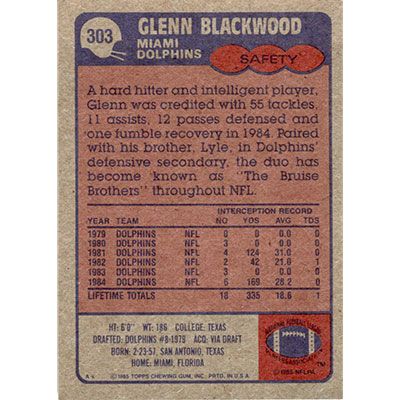 303
GLENN BLACKWOOD
MIAMI
DOLPHINS
SAFETY
A hard hitter and intelligent player,
Glenn was credited with 55 tackles,
11 assists, 12 passes defensed and
one fumble recovery in 1984. Paired
with his brother, Lyle, in Dolphins'
defensive secondary, the duo has
become known as "The Bruise
Brothers" throughout NFL.
INTERCEPTION RECORD
YEAR TEAM NO YDS AVG TDS
1979 DOLPHINS NFL 0 0 0.0 0
1980 DOLPHINS NFL 3 0 0.0 0
1981 DOLPHINS NFL 4 124 31.0 0
1982 DOLPHINS NFL 2 42 21.0 1
1983 DOLPHINS NFL 3 0 0.0 0
1984 DOLPHINS NFL 6 169 28.2 0
LIFETIME TOTALS 18 335 18.6 1
HT: 6'0" WT: 186 COLLEGE: TEXAS
DRAFTED: DOLPHINS #8-1979 ACQ: VIA DRAFT
BORN: 2-23-57, SAN ANTONIO, TEXAS
HOME: MIAMI, FLORIDA
© 1985 TOPPS CHEWING GUM, INC. PRTD. IN U.S.A.
NATIONAL FOOTBALL LEAGUE
PLAYERS ASSOCIATION
TM
© 1985 NFLPA